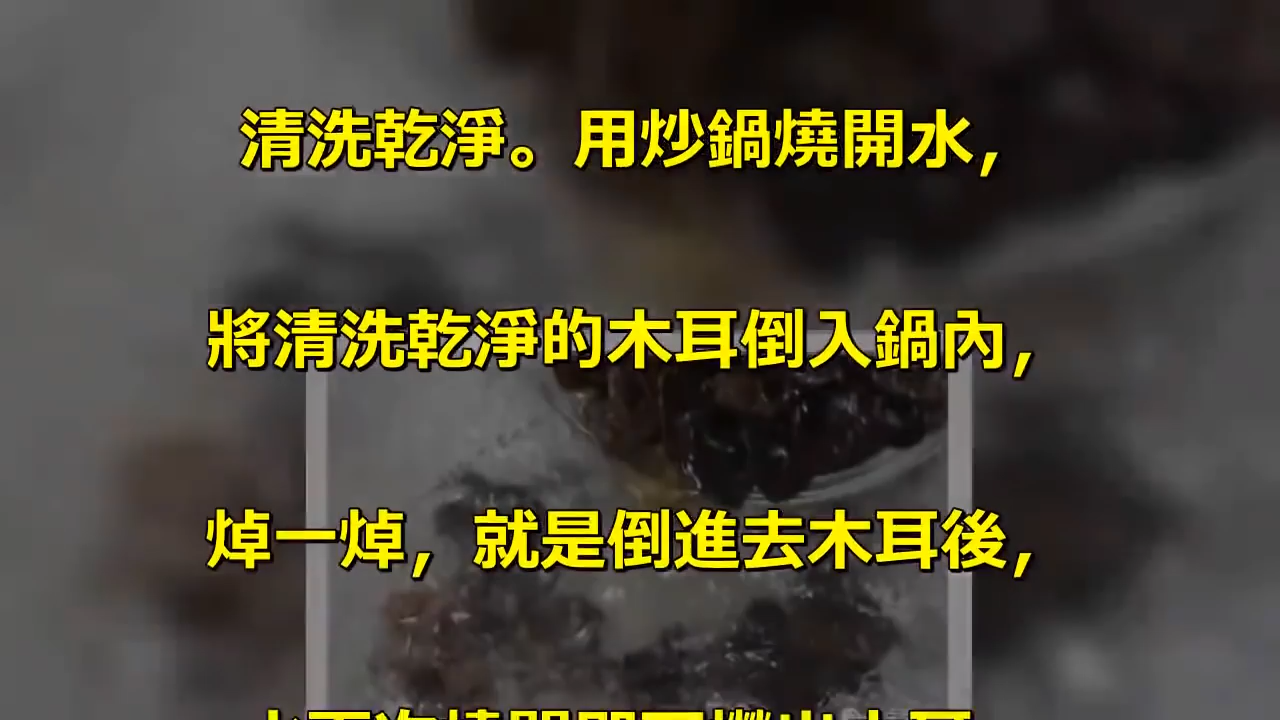 清洗乾淨。用炒鍋燒開水，
將清洗乾淨的木耳倒入鍋內，
焯一焯，就是倒進去木耳後，